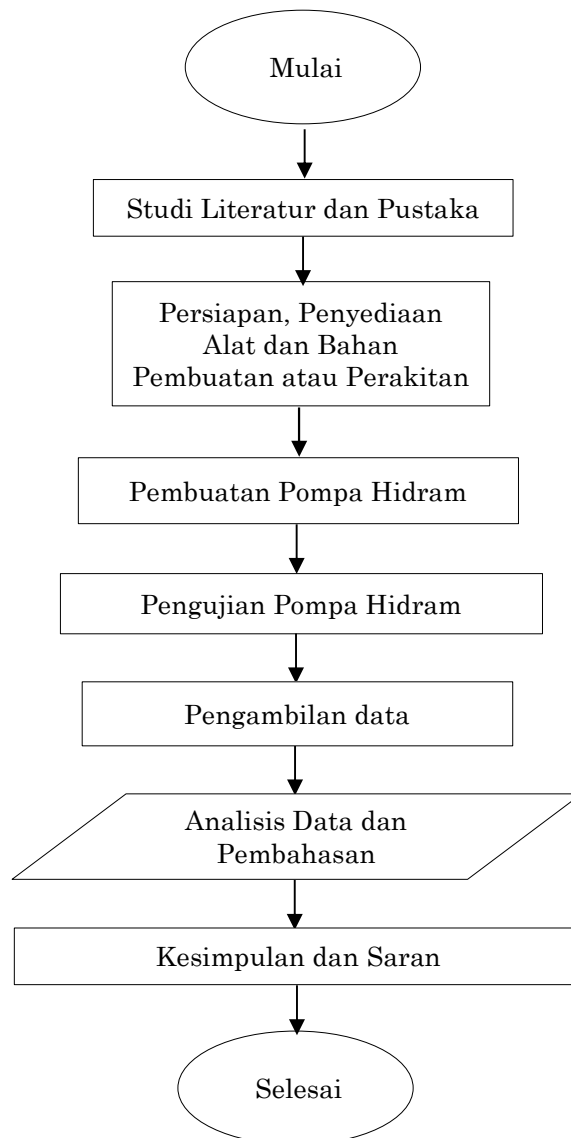 Mulai
Studi Literatur dan Pustaka
Persiapan, Penyediaan
Alat dan Bahan
Pembuatan atau Perakitan
Pembuatan Pompa Hidram
Pengujian Pompa Hidram
Pengambilan data
Analisis Data dan
Pembahasan
Kesimpulan dan Saran
Selesai